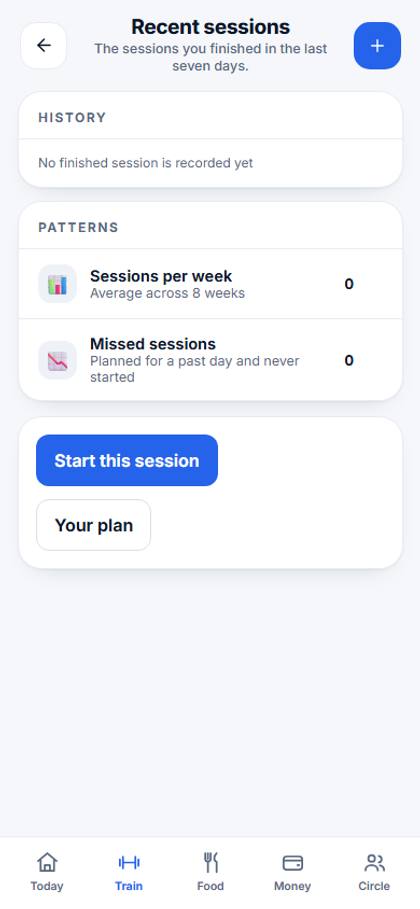 Recent sessions
The sessions you finished in the last
seven days.
HISTORY
No finished session is recorded yet
PATTERNS
Sessions per week
Average across 8 weeks
0
Missed sessions
Planned for a past day and never
started
0
Start this session
Your plan
Today
Train
Food
Money
Circle